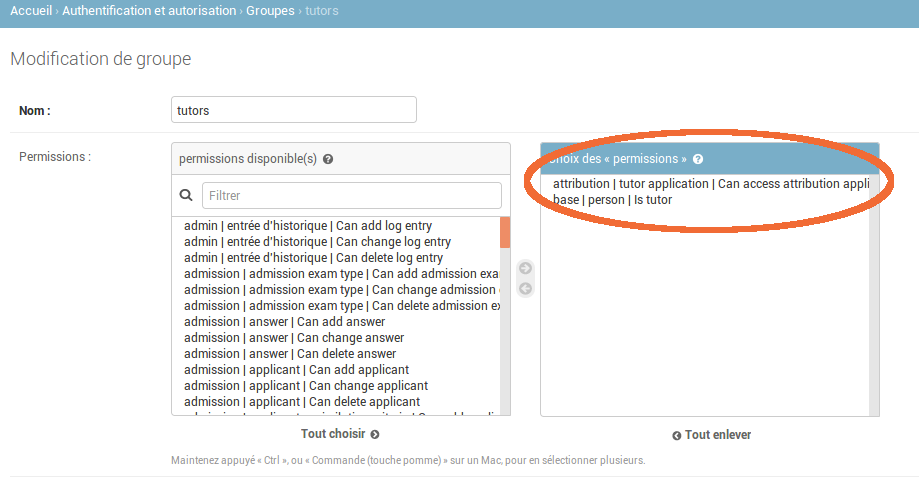 Accueil › Authentification et autorisation › Groupes › tutors
Modification de groupe
Nom :
tutors
Permissions :
permissions disponible(s)
Filtrer
admin | entrée d'historique | Can add log entry
admin | entrée d'historique | Can change log entry
admin | entrée d'historique | Can delete log entry
admission | admission exam type | Can add admission exa
admission | admission exam type | Can change admission
admission | admission exam type | Can delete admission ex
admission | answer | Can add answer
admission | answer | Can change answer
admission | answer | Can delete answer
admission | applicant | Can add applicant
admission | applicant | Can change applicant
admission | applicant | Can delete applicant
Tout choisir
choix des « permissions »
attribution | tutor application | Can access attribution appli
base | person | Is tutor
Tout enlever
Maintenez appuyé « Ctrl », ou « Commande (touche pomme) » sur un Mac, pour en sélectionner plusieurs.